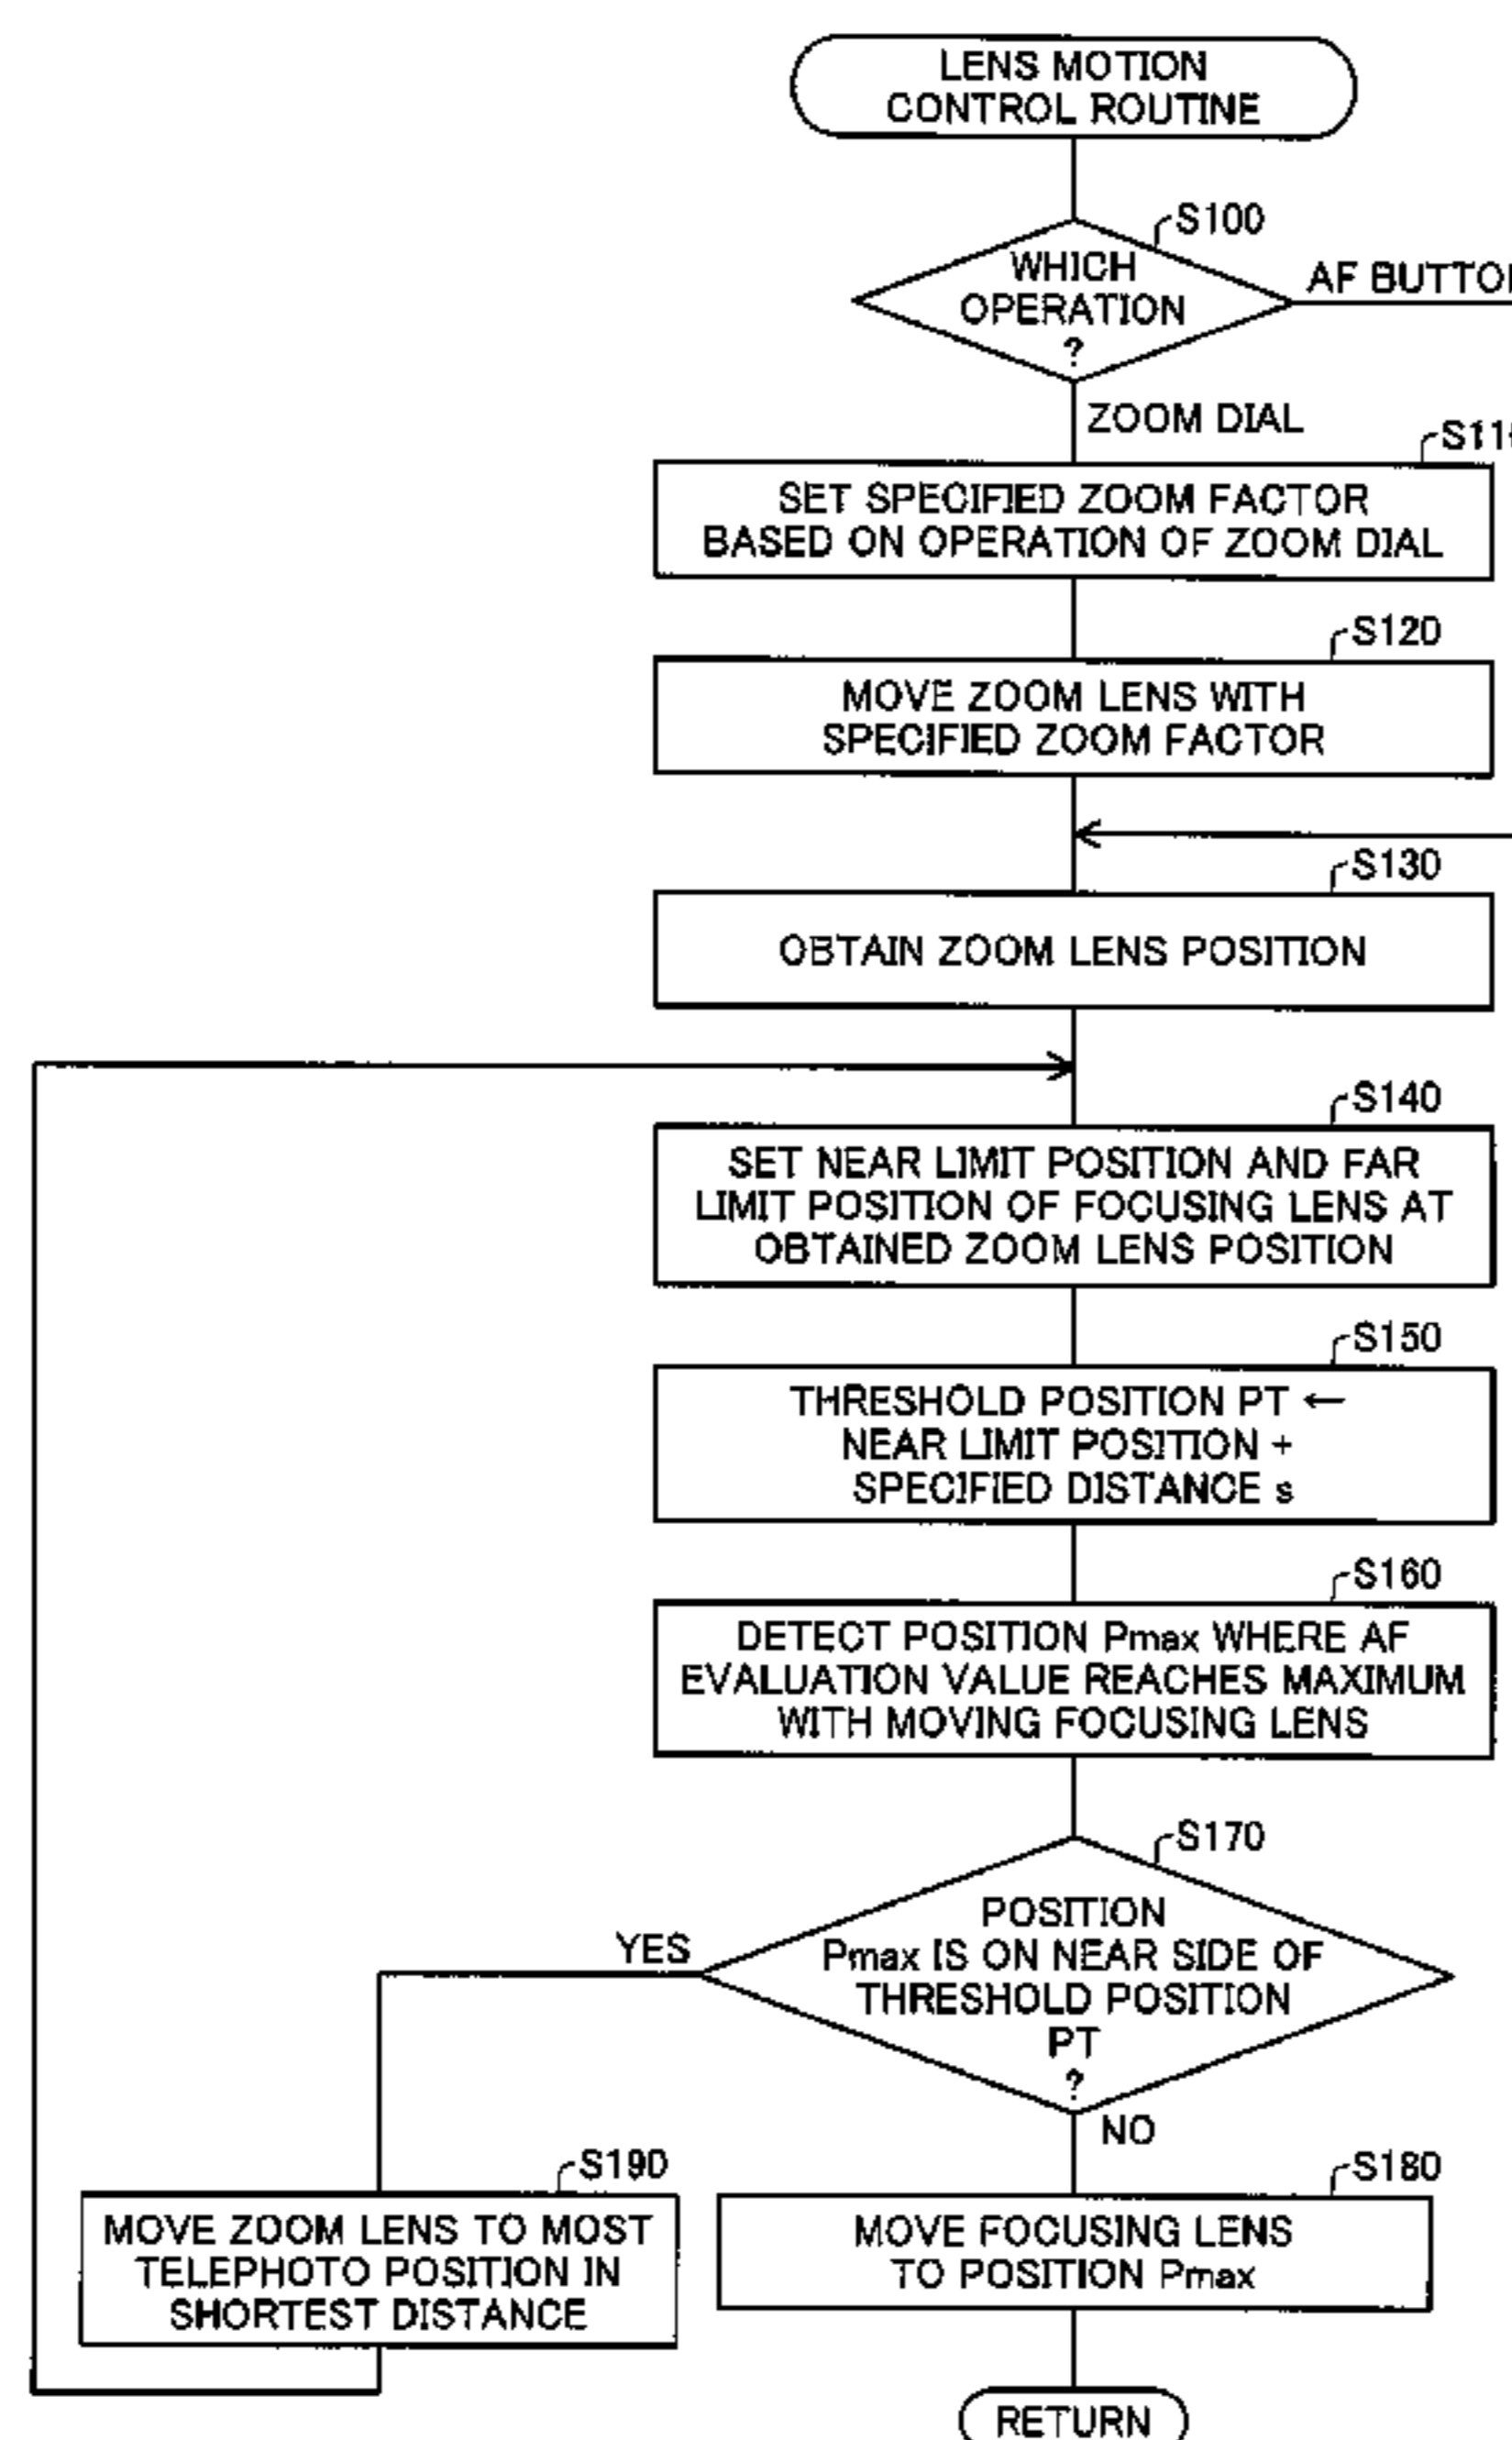 LENS MOTION
CONTROL ROUTINE
S100
WHICH
OPERATION
?
AF BUTTO
ZOOM DIAL
S11
SET SPECIFIED ZOOM FACTOR
BASED ON OPERATION OF ZOOM DIAL
S120
MOVE ZOOM LENS WITH
SPECIFIED ZOOM FACTOR
S130
OBTAIN ZOOM LENS POSITION
S140
SET NEAR LIMIT POSITION AND FAR
LIMIT POSITION OF FOCUSING LENS AT
OBTAINED ZOOM LENS POSITION
S150
THRESHOLD POSITION PT ←
NEAR LIMIT POSITION +
SPECIFIED DISTANCE s
S160
DETECT POSITION Pmax WHERE AF
EVALUATION VALUE REACHES MAXIMUM
WITH MOVING FOCUSING LENS
S170
POSITION
Pmax IS ON NEAR SIDE OF
THRESHOLD POSITION
PT
?
YES
NO
S190
MOVE ZOOM LENS TO MOST
TELEPHOTO POSITION IN
SHORTEST DISTANCE
S180
MOVE FOCUSING LENS
TO POSITION Pmax
RETURN